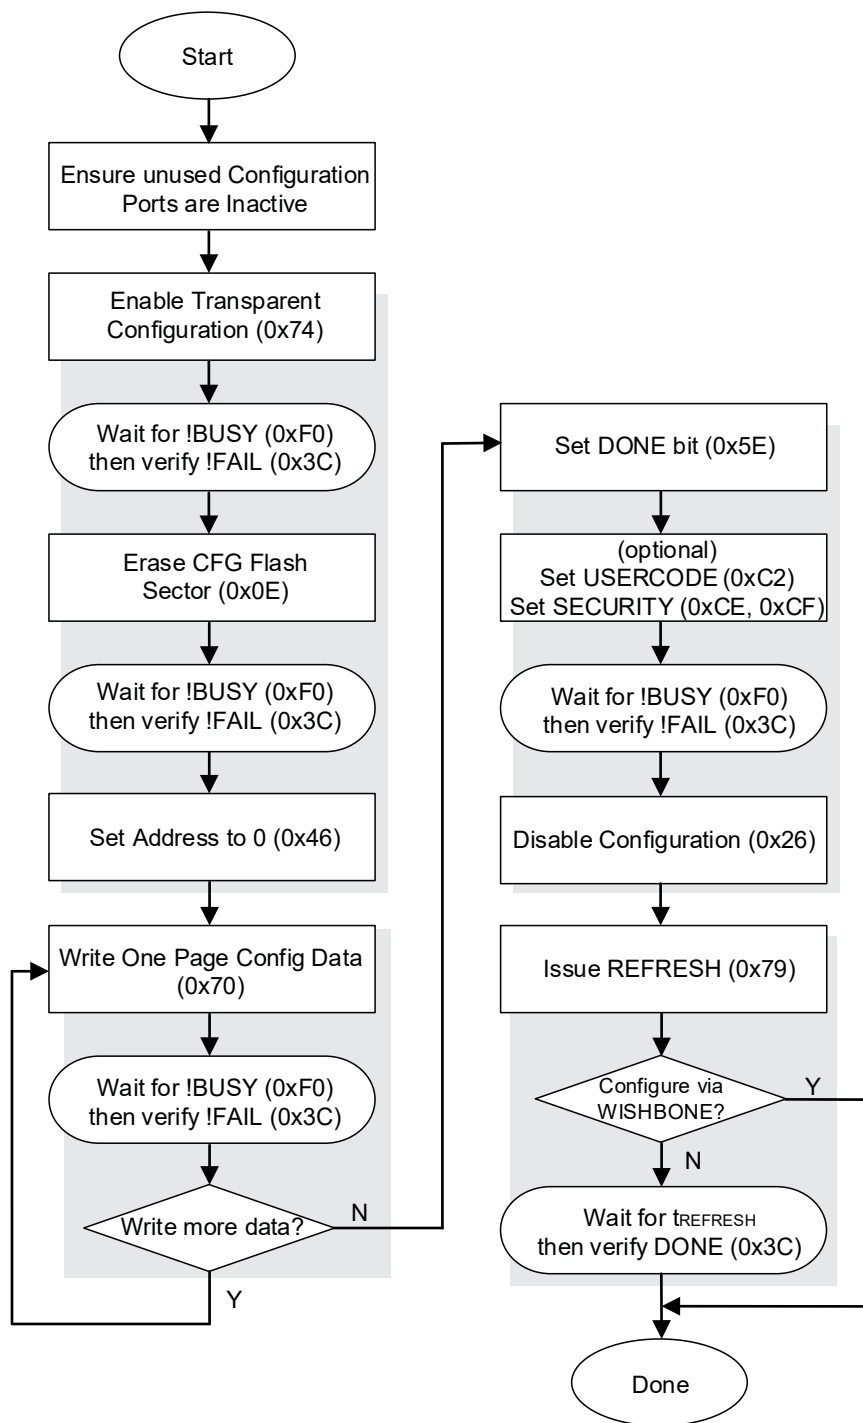 Start
Ensure unused Configuration
Ports are Inactive
Enable Transparent
Configuration (0x74)
Wait for !BUSY (0xF0)
then verify !FAIL (0x3C)
Erase CFG Flash
Sector (0x0E)
Wait for !BUSY (0xF0)
then verify !FAIL (0x3C)
Set Address to 0 (0x46)
Write One Page Config Data
(0x70)
Wait for !BUSY (0xF0)
then verify !FAIL (0x3C)
Write more data?
N
Y
Set DONE bit (0x5E)
(optional)
Set USERCODE (0xC2)
Set SECURITY (0xCE, 0xCF)
Wait for !BUSY (0xF0)
then verify !FAIL (0x3C)
Disable Configuration (0x26)
Issue REFRESH (0x79)
Configure via
WISHBONE?
Y
N
Wait for tREFRESH
then verify DONE (0x3C)
Done